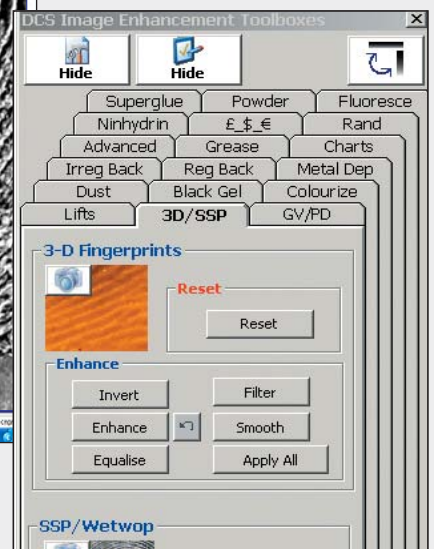 DCS Image Enhancement Toolboxes
Hide Hide
Superglue Powder Fluoresce
Ninhydrin £_$_€ Rand
Advanced Grease Charts
Irreg Back Reg Back Metal Dep
Dust Black Gel Colourize
Lifts 3D/SSP GV/PD
3-D Fingerprints
Reset
Reset
Enhance
Invert Filter
Enhance Smooth
Equalise Apply All
SSP/Wetwop